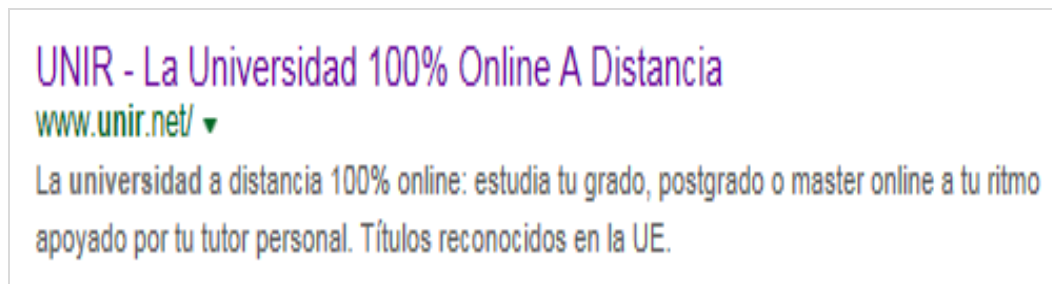 UNIR - La Universidad 100% Online A Distancia
www.unir.net/
La universidad a distancia 100% online: estudia tu grado, postgrado o master online a tu ritmo
apoyado por tu tutor personal. Títulos reconocidos en la UE.